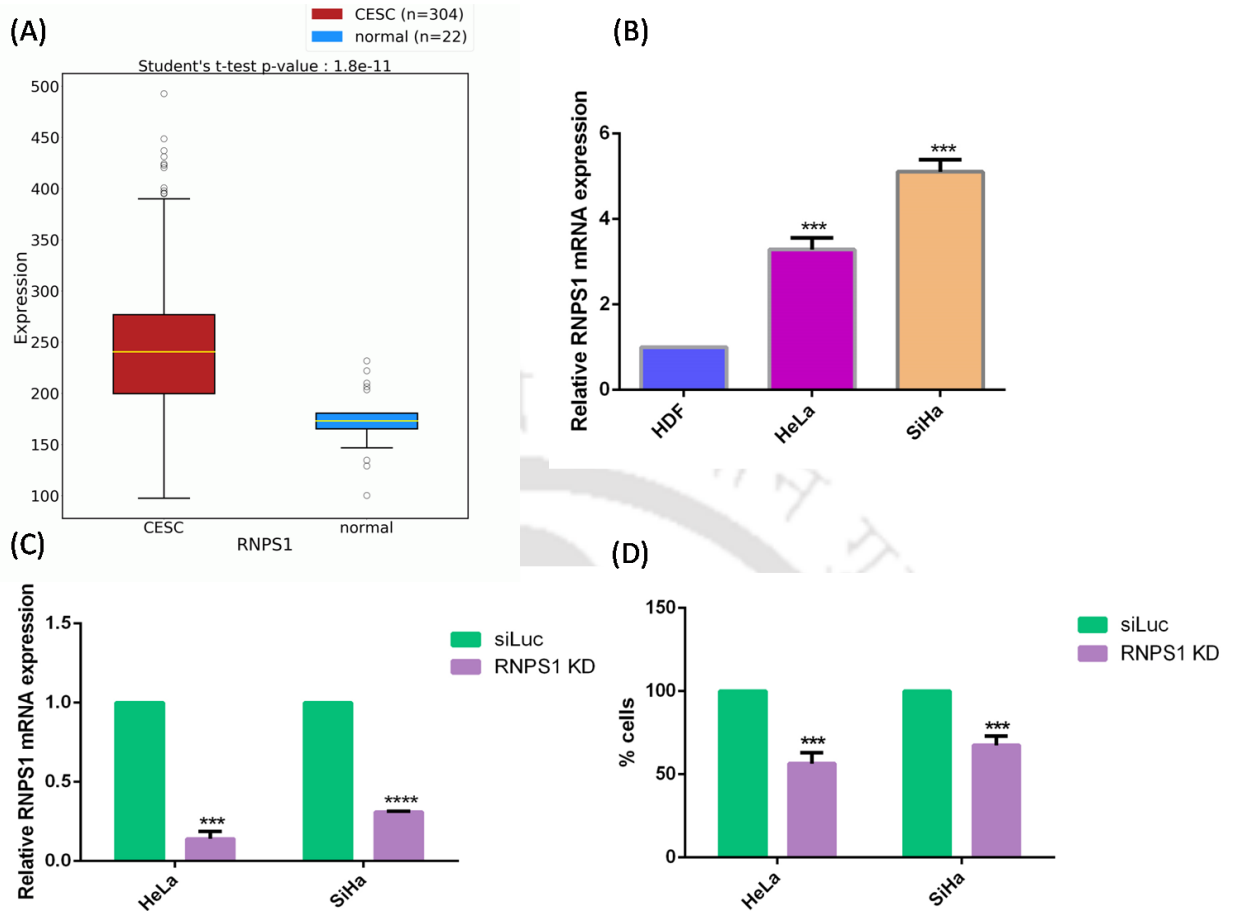 (A)
CESC (n=304)
normal (n=22)
Student's t-test p-value : 1.8e-11
Expression
500
450
400
350
300
250
200
150
100
CESC
normal
RNPS1
(B)
Relative RNPS1 mRNA expression
6
4
2
0
***
***
HDF
HeLa
SiHa
(C)
Relative RNPS1 mRNA expression
1.5
1.0
0.5
0.0
siLuc
RNPS1 KD
***
****
HeLa
SiHa
(D)
% cells
150
100
50
0
siLuc
RNPS1 KD
***
***
HeLa
SiHa